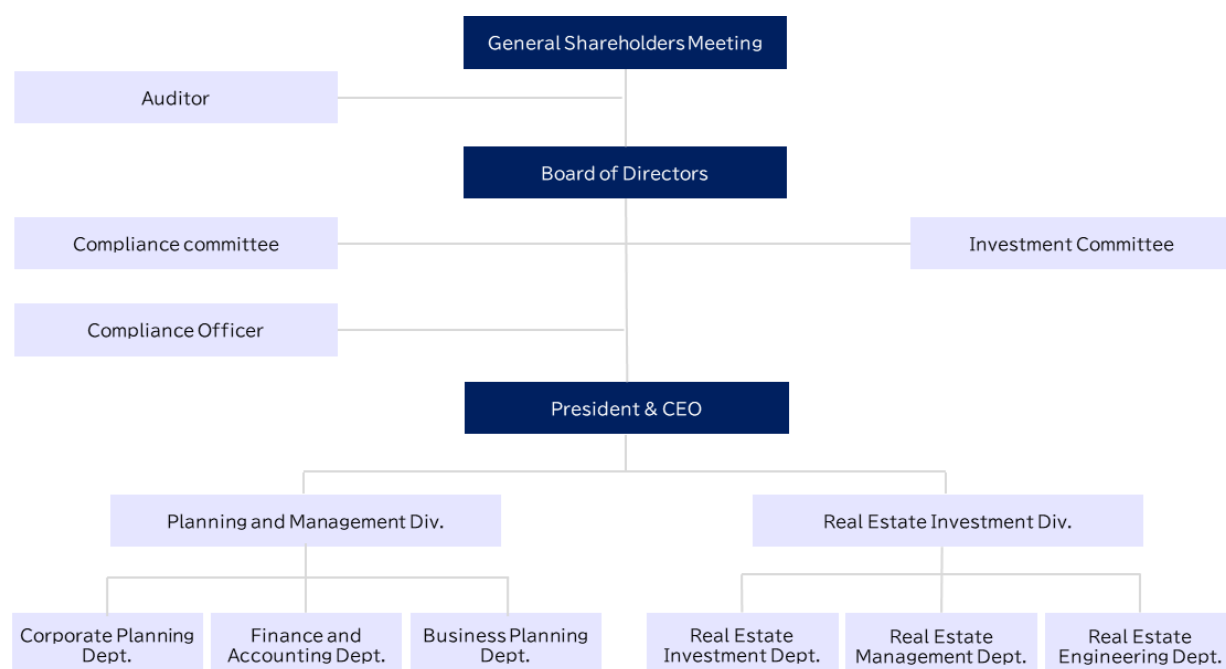 General Shareholders Meeting
Auditor
Board of Directors
Compliance committee
Investment Committee
Compliance Officer
President & CEO
Planning and Management Div.
Real Estate Investment Div.
Corporate Planning
Dept.
Finance and
Accounting Dept.
Business Planning
Dept.
Real Estate
Investment Dept.
Real Estate
Management Dept.
Real Estate
Engineering Dept.